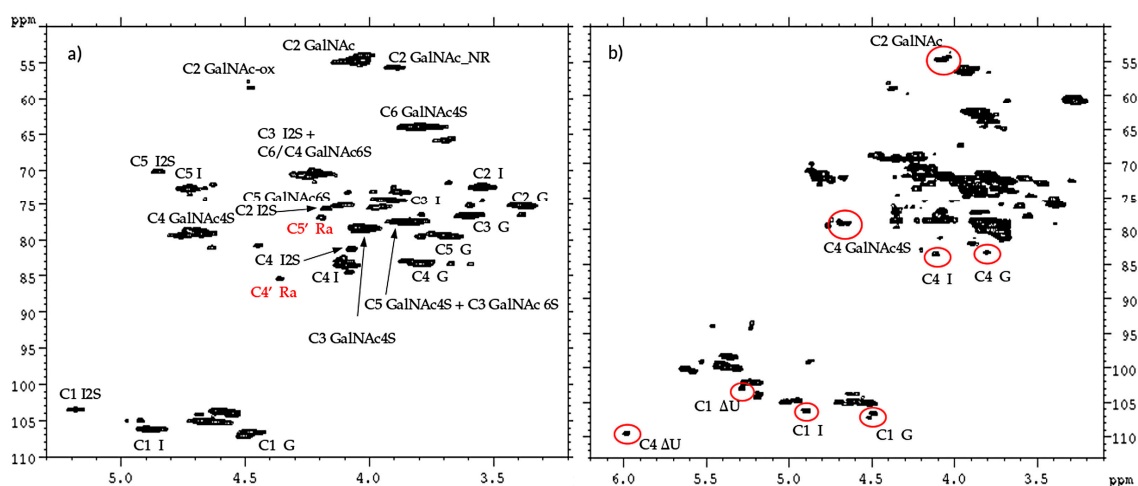 ppm
a)
C2 GalNAc
C2 GalNAc_NR
C2 GalNAc-ox
C6 GalNAc4S
C3 I2S +
C6/C4 GalNAc6S
C5 I2S
C5 I
C2 I
C5 GalNAc6S
C3 I
C2 G
C2 I2S
C4 GalNAc4S
C5′ Ra
C3 G
C5 G
C4 I2S
C4 I
C4 G
C4′ Ra
C5 GalNAc4S + C3 GalNAc 6S
C3 GalNAc4S
C1 I2S
C1 I
C1 G
55
60
65
70
75
80
85
90
95
100
105
110
5.0
4.5
4.0
3.5
ppm
b)
C2 GalNAc
C4 GalNAc4S
C4 I
C4 G
C1 ΔU
C1 I
C1 G
C4 ΔU
55
60
65
70
75
80
85
90
95
100
105
110
6.0
5.5
5.0
4.5
4.0
3.5
ppm